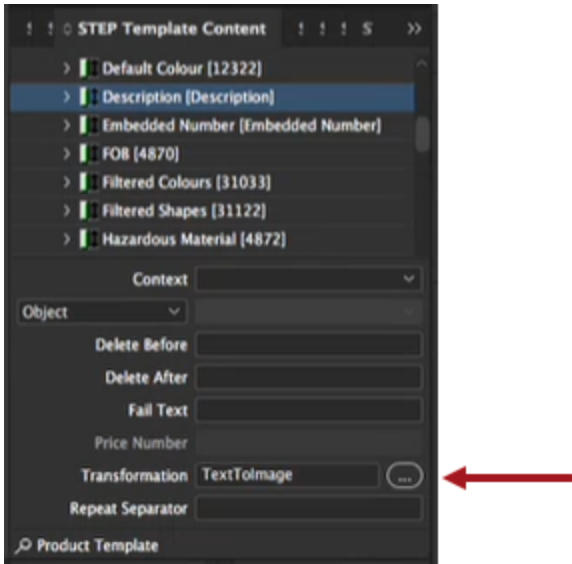 STEP Template Content S »
Default Colour [12322]
Description [Description]
Embedded Number [Embedded Number]
FOB [4870]
Filtered Colours [31033]
Filtered Shapes [31122]
Hazardous Material [4872]
Context
Object
Delete Before
Delete After
Fail Text
Price Number
Transformation TextToImage ...
Repeat Separator
Product Template